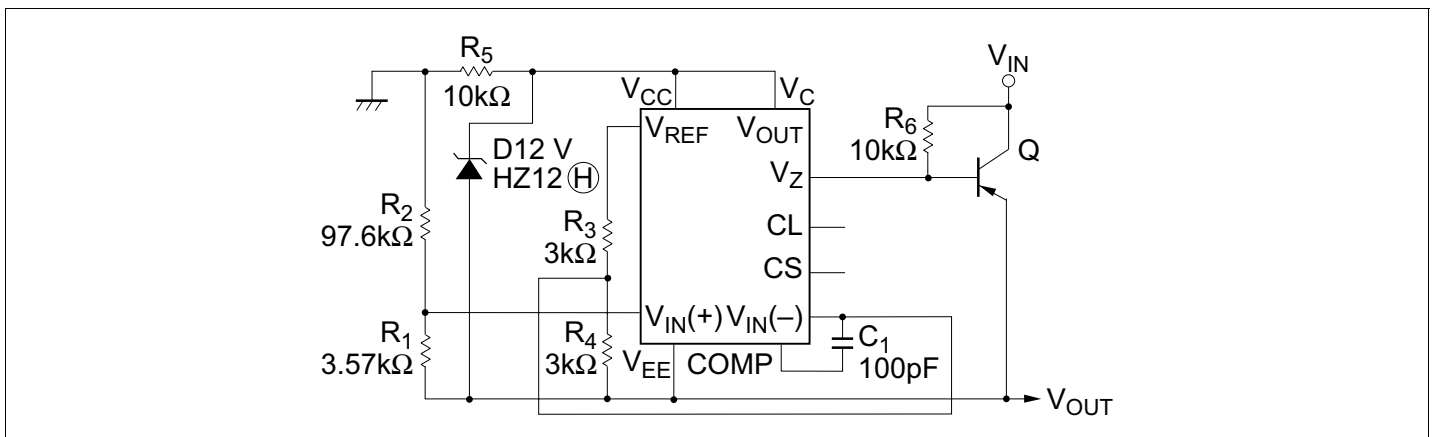 R5
10kΩ
VCC
VC
VIN
VREF
VOUT
R6
10kΩ
Q
D12 V
HZ12 Ⓗ
VZ
R2
97.6kΩ
R3
3kΩ
CL
CS
VIN(+)
VIN(–)
R1
3.57kΩ
R4
3kΩ
VEE
COMP
C1
100pF
VOUT